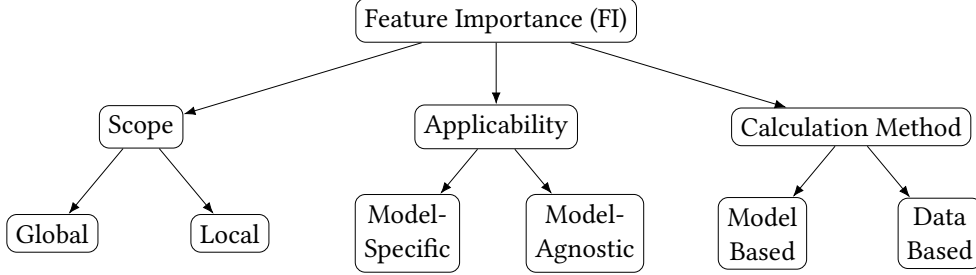 Feature Importance (FI)
Scope
Applicability
Calculation Method
Global
Local
Model-
Specific
Model-
Agnostic
Model
Based
Data
Based